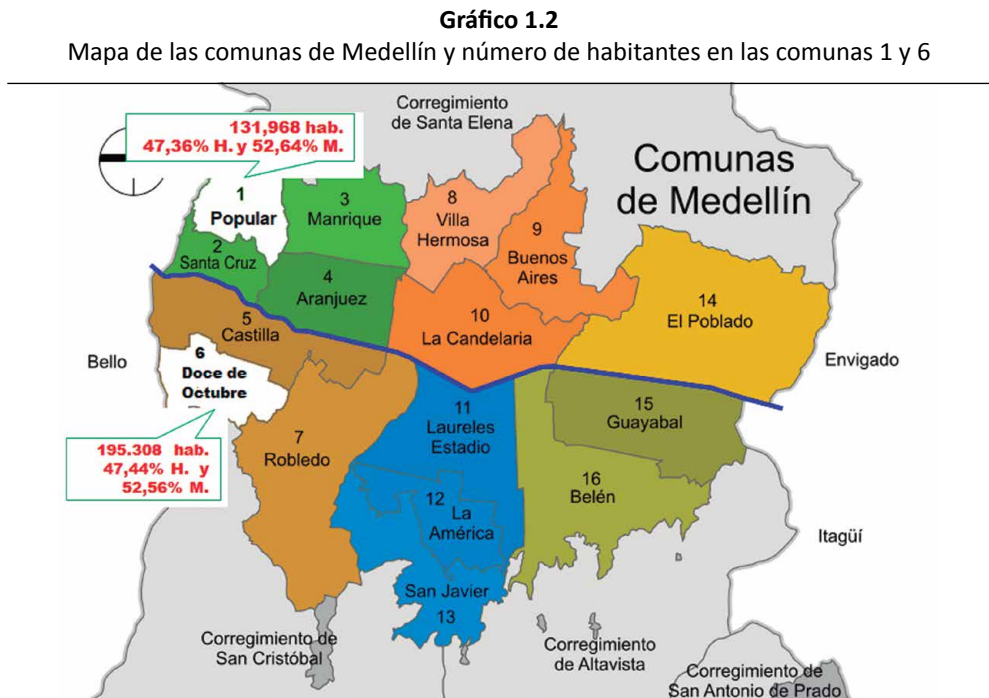 Gráfico 1.2
Mapa de las comunas de Medellín y número de habitantes en las comunas 1 y 6
Corregimiento
de Santa Elena
131,968 hab.
47,36% H. y 52,64% M.
Comunas
de Medellín
1
Popular
3
Manrique
8
Villa
Hermosa
9
Buenos
Aires
2
Santa Cruz
4
Aranjuez
14
El Poblado
10
La Candelaria
5
Castilla
Bello
6
Doce de
Octubre
Envigado
11
Laureles
Estadio
15
Guayabal
7
Robledo
195.308 hab.
47,44% H. y
52,56% M.
16
Belén
12
La
América
Itagüí
San Javier
13
Corregimiento de
San Cristóbal
Corregimiento
de Altavista
Corregimiento de
San Antonio de Prado